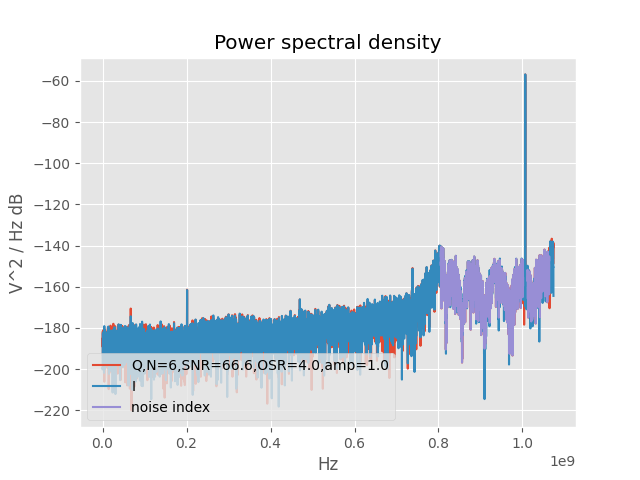 Power spectral density
V^2 / Hz dB
−60
−80
−100
−120
−140
−160
−180
−200
−220
Q,N=6,SNR=66.6,OSR=4.0,amp=1.0
I
noise index
0.0 0.2 0.4 0.6 0.8 1.0
1e9
Hz